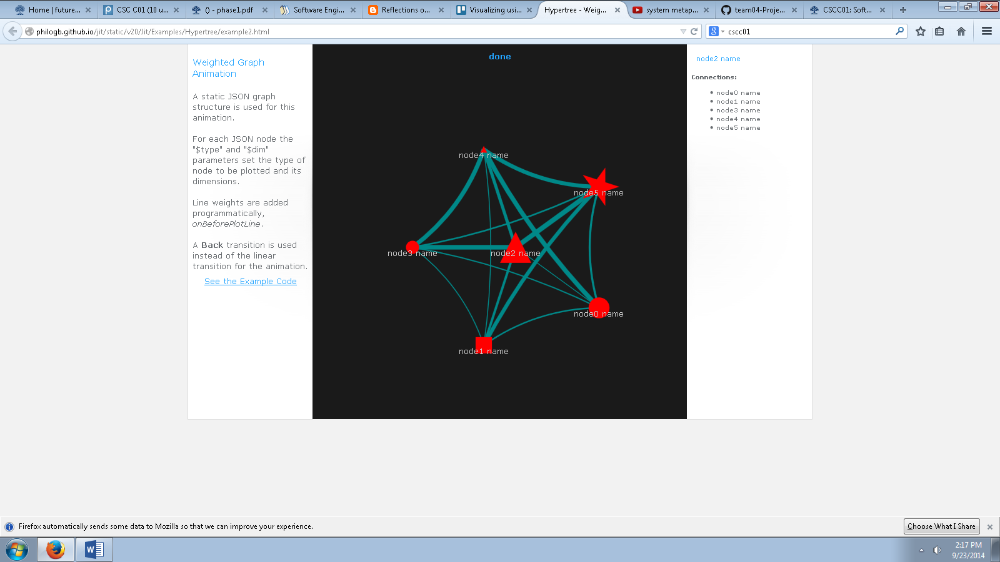 Home | future...
CSC C01 (10 u...
() - phase1.pdf
Software Engi...
Reflections o...
Visualizing usi...
Hypertree - Weig...
system metap...
team04-Proje...
CSCC01: Soft...
philogb.github.io/jit/static/v20/Jit/Examples/Hypertree/example2.html
cscc01
Weighted Graph
Animation
A static JSON graph
structure is used for this
animation.
For each JSON node the
"$type" and "$dim"
parameters set the type of
node to be plotted and its
dimensions.
Line weights are added
programmatically,
onBeforePlotLine.
A Back transition is used
instead of the linear
transition for the animation.
See the Example Code
done
node4 name
node5 name
node3 name
node2 name
node0 name
node1 name
node2 name
Connections:
• node0 name
• node1 name
• node3 name
• node4 name
• node5 name
Firefox automatically sends some data to Mozilla so that we can improve your experience.
Choose What I Share
2:17 PM
9/23/2014